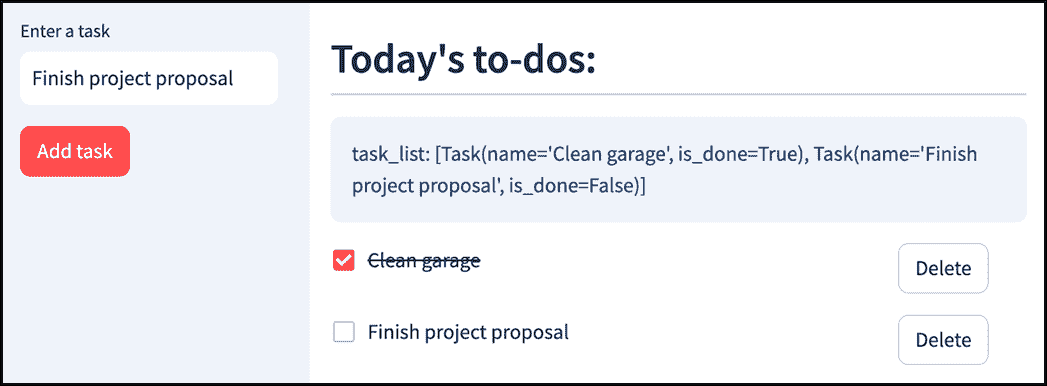 Enter a task
Finish project proposal
Add task
Today's to-dos:
task_list: [Task(name='Clean garage', is_done=True), Task(name='Finish
project proposal', is_done=False)]
Clean garage
Delete
Finish project proposal
Delete